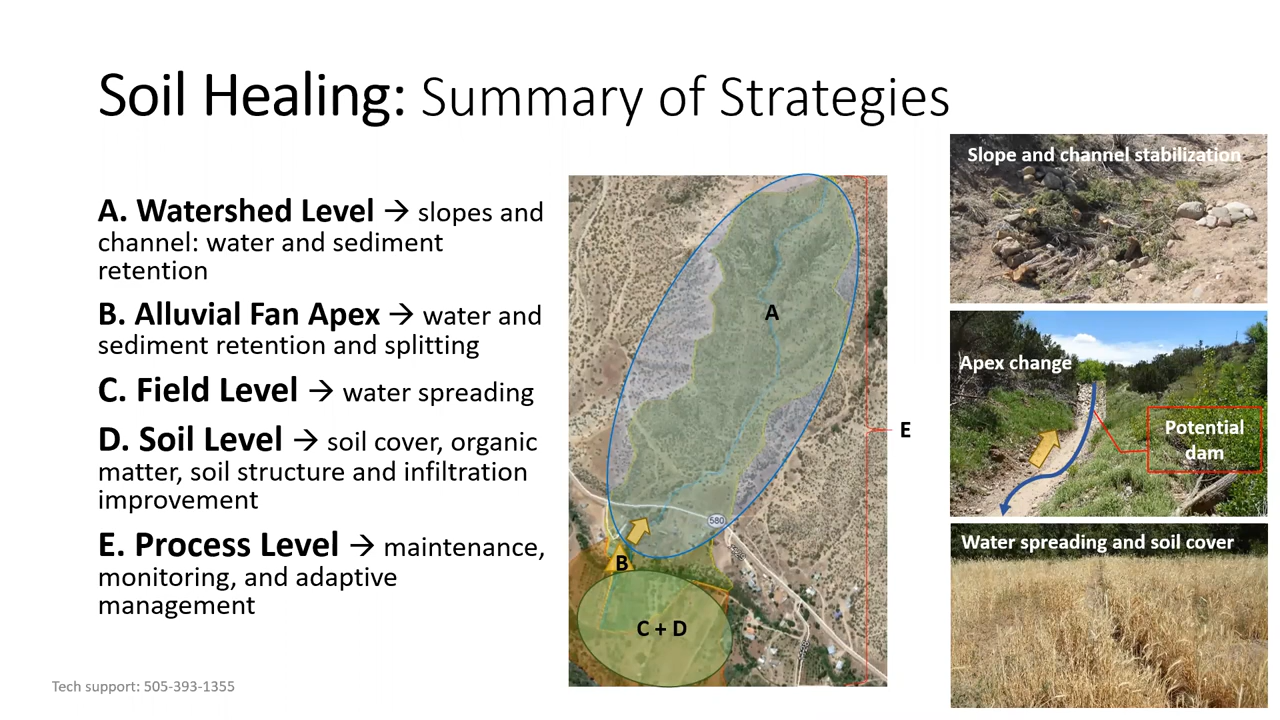 Soil Healing: Summary of Strategies
A. Watershed Level → slopes and
channel: water and sediment
retention
B. Alluvial Fan Apex → water and
sediment retention and splitting
C. Field Level → water spreading
D. Soil Level → soil cover, organic
matter, soil structure and infiltration
improvement
E. Process Level → maintenance,
monitoring, and adaptive
management
A
E
580
B
C + D
Slope and channel stabilization
Apex change
Potential
dam
Water spreading and soil cover
Tech support: 505-393-1355